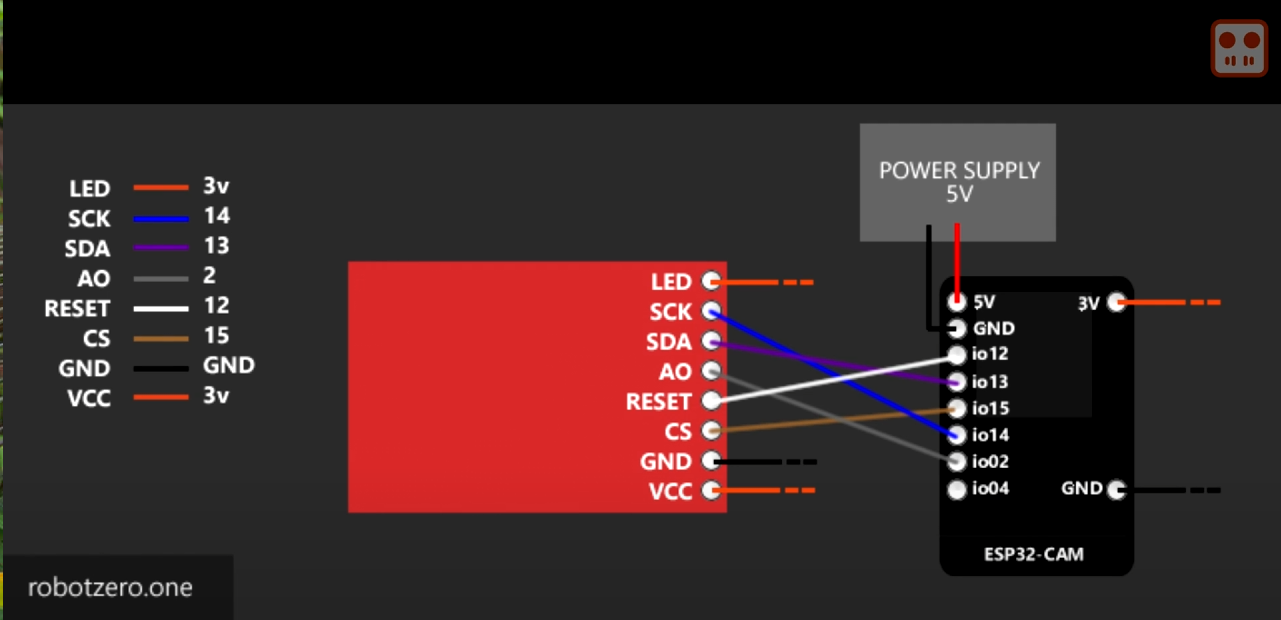 POWER SUPPLY
5V
LED 3v
SCK 14
SDA 13
AO 2
RESET 12
CS 15
GND GND
VCC 3v
LED
SCK
SDA
AO
RESET
CS
GND
VCC
5V
GND
io12
io13
io15
io14
io02
io04
3V
GND
ESP32-CAM
robotzero.one